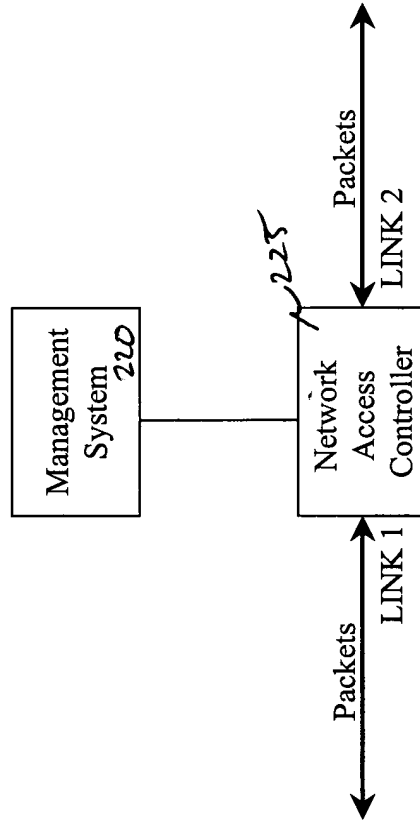 Management
System
220
225
Network
Access
Controller
Packets
LINK 1
Packets
LINK 2